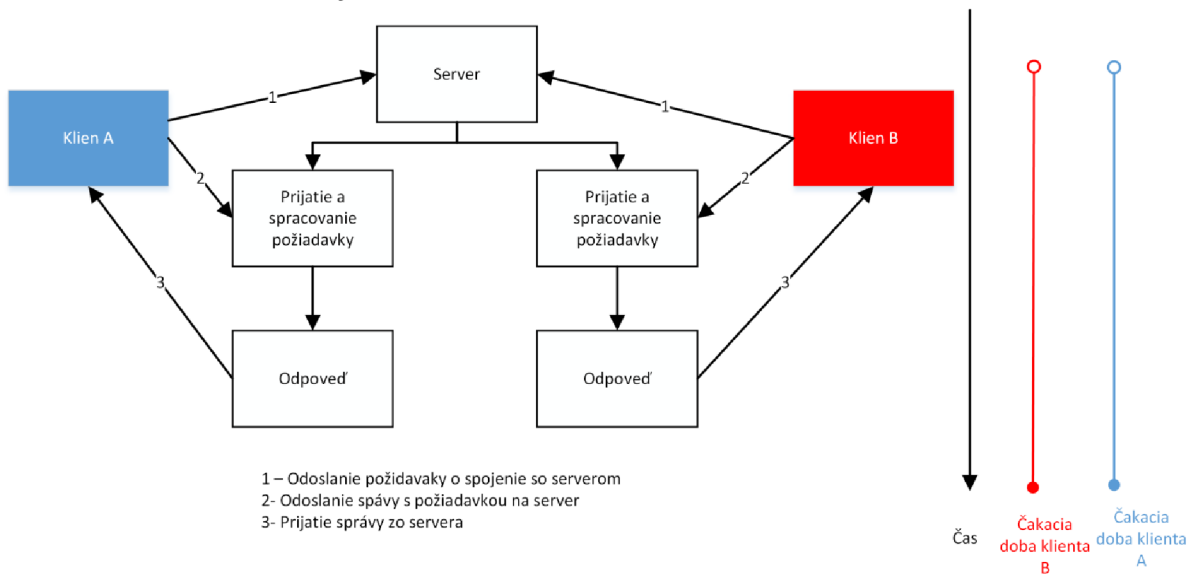 Server
1
1
Klien A
Klien B
2
2
Prijatie a
spracovanie
požiadavky
Prijatie a
spracovanie
požiadavky
3
3
Odpoveď
Odpoveď
1 – Odoslanie požidavaky o spojenie so serverom
2- Odoslanie spávy s požiadavkou na server
3- Prijatie správy zo servera
Čas
Čakacia
doba klienta
B
Čakacia
doba klienta
A